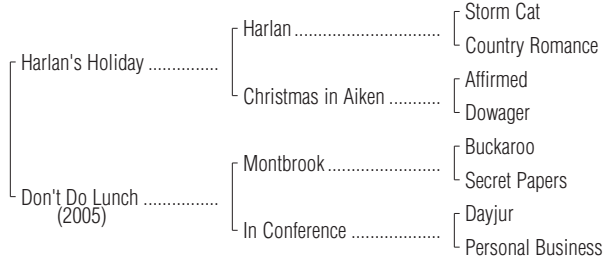 Storm Cat
Harlan ....................................
Country Romance
Harlan's Holiday ...............
Affirmed
Christmas in Aiken ...........
Dowager
Buckaroo
Montbrook ...........................
Secret Papers
Don't Do Lunch ................
(2005)
Dayjur
In Conference .....................
Personal Business